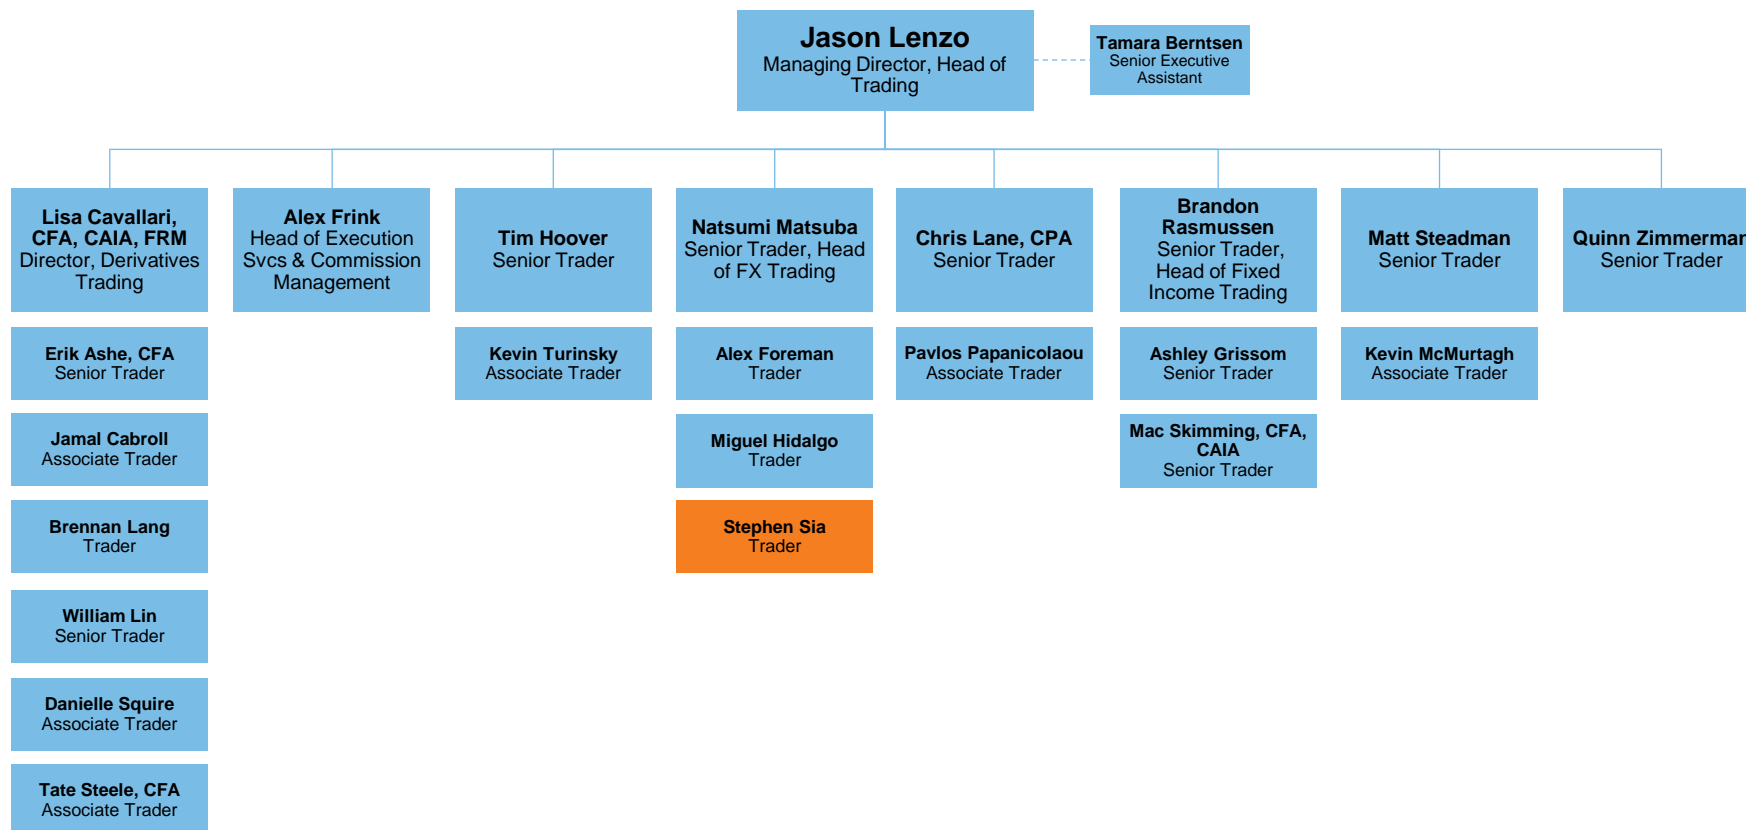 Jason Lenzo
Managing Director, Head of
Trading
Tamara Berntsen
Senior Executive
Assistant
Lisa Cavallari,
CFA, CAIA, FRM
Director, Derivatives
Trading
Alex Frink
Head of Execution
Svcs & Commission
Management
Tim Hoover
Senior Trader
Natsumi Matsuba
Senior Trader, Head
of FX Trading
Chris Lane, CPA
Senior Trader
Brandon
Rasmussen
Senior Trader,
Head of Fixed
Income Trading
Matt Steadman
Senior Trader
Quinn Zimmerman
Senior Trader
Erik Ashe, CFA
Senior Trader
Kevin Turinsky
Associate Trader
Alex Foreman
Trader
Pavlos Papanicolaou
Associate Trader
Ashley Grissom
Senior Trader
Kevin McMurtagh
Associate Trader
Jamal Cabroll
Associate Trader
Miguel Hidalgo
Trader
Mac Skimming, CFA,
CAIA
Senior Trader
Brennan Lang
Trader
Stephen Sia
Trader
William Lin
Senior Trader
Danielle Squire
Associate Trader
Tate Steele, CFA
Associate Trader